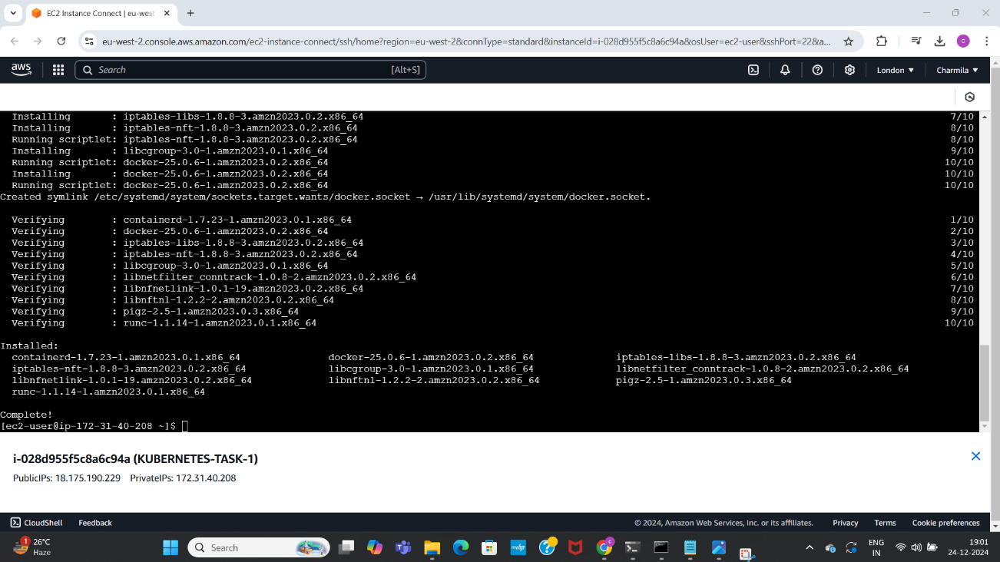 EC2 Instance Connect | eu-west
eu-west-2.console.aws.amazon.com/ec2-instance-connect/ssh/home?region=eu-west-2&connType=standard&instanceId=i-028d955f5c8a6c94a&osUser=ec2-user&sshPort=22&a...
C
aws
Search [Alt+S]
London ▼
Charmila ▼
Installing : iptables-libs-1.8.8-3.amzn2023.0.2.x86_64 7/10
Installing : iptables-nft-1.8.8-3.amzn2023.0.2.x86_64 8/10
Running scriptlet: iptables-nft-1.8.8-3.amzn2023.0.2.x86_64 8/10
Installing : libcgroup-3.0-1.amzn2023.0.1.x86_64 9/10
Running scriptlet: docker-25.0.6-1.amzn2023.0.2.x86_64 10/10
Installing : docker-25.0.6-1.amzn2023.0.2.x86_64 10/10
Running scriptlet: docker-25.0.6-1.amzn2023.0.2.x86_64 10/10
Created symlink /etc/systemd/system/sockets.target.wants/docker.socket → /usr/lib/systemd/system/docker.socket.
Verifying : containerd-1.7.23-1.amzn2023.0.1.x86_64 1/10
Verifying : docker-25.0.6-1.amzn2023.0.2.x86_64 2/10
Verifying : iptables-libs-1.8.8-3.amzn2023.0.2.x86_64 3/10
Verifying : iptables-nft-1.8.8-3.amzn2023.0.2.x86_64 4/10
Verifying : libcgroup-3.0-1.amzn2023.0.1.x86_64 5/10
Verifying : libnetfilter_conntrack-1.0.8-2.amzn2023.0.2.x86_64 6/10
Verifying : libnfnetlink-1.0.1-19.amzn2023.0.2.x86_64 7/10
Verifying : libnftnl-1.2.2-2.amzn2023.0.2.x86_64 8/10
Verifying : pigz-2.5-1.amzn2023.0.3.x86_64 9/10
Verifying : runc-1.1.14-1.amzn2023.0.1.x86_64 10/10
Installed:
containerd-1.7.23-1.amzn2023.0.1.x86_64 docker-25.0.6-1.amzn2023.0.2.x86_64 iptables-libs-1.8.8-3.amzn2023.0.2.x86_64
iptables-nft-1.8.8-3.amzn2023.0.2.x86_64 libcgroup-3.0-1.amzn2023.0.1.x86_64 libnetfilter_conntrack-1.0.8-2.amzn2023.0.2.x86_64
libnfnetlink-1.0.1-19.amzn2023.0.2.x86_64 libnftnl-1.2.2-2.amzn2023.0.2.x86_64 pigz-2.5-1.amzn2023.0.3.x86_64
runc-1.1.14-1.amzn2023.0.1.x86_64
Complete!
[ec2-user@ip-172-31-40-208 ~]$
i-028d955f5c8a6c94a (KUBERNETES-TASK-1)
PublicIPs: 18.175.190.229 PrivateIPs: 172.31.40.208
CloudShell Feedback © 2024, Amazon Web Services, Inc. or its affiliates. Privacy Terms Cookie preferences
1
26°C
Haze
Search
myhp
ENG
IN
19:01
24-12-2024